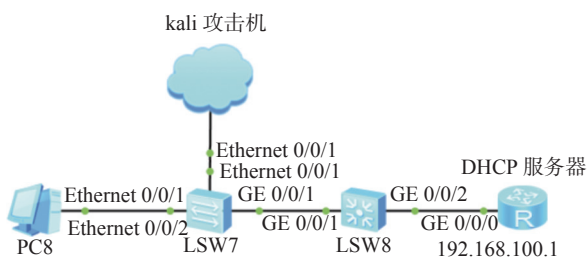 kali 攻击机
Ethernet 0/0/1
Ethernet 0/0/1
DHCP 服务器
Ethernet 0/0/1
GE 0/0/1
GE 0/0/2
Ethernet 0/0/2
GE 0/0/1
GE 0/0/0
R
PC8
LSW7
LSW8
192.168.100.1